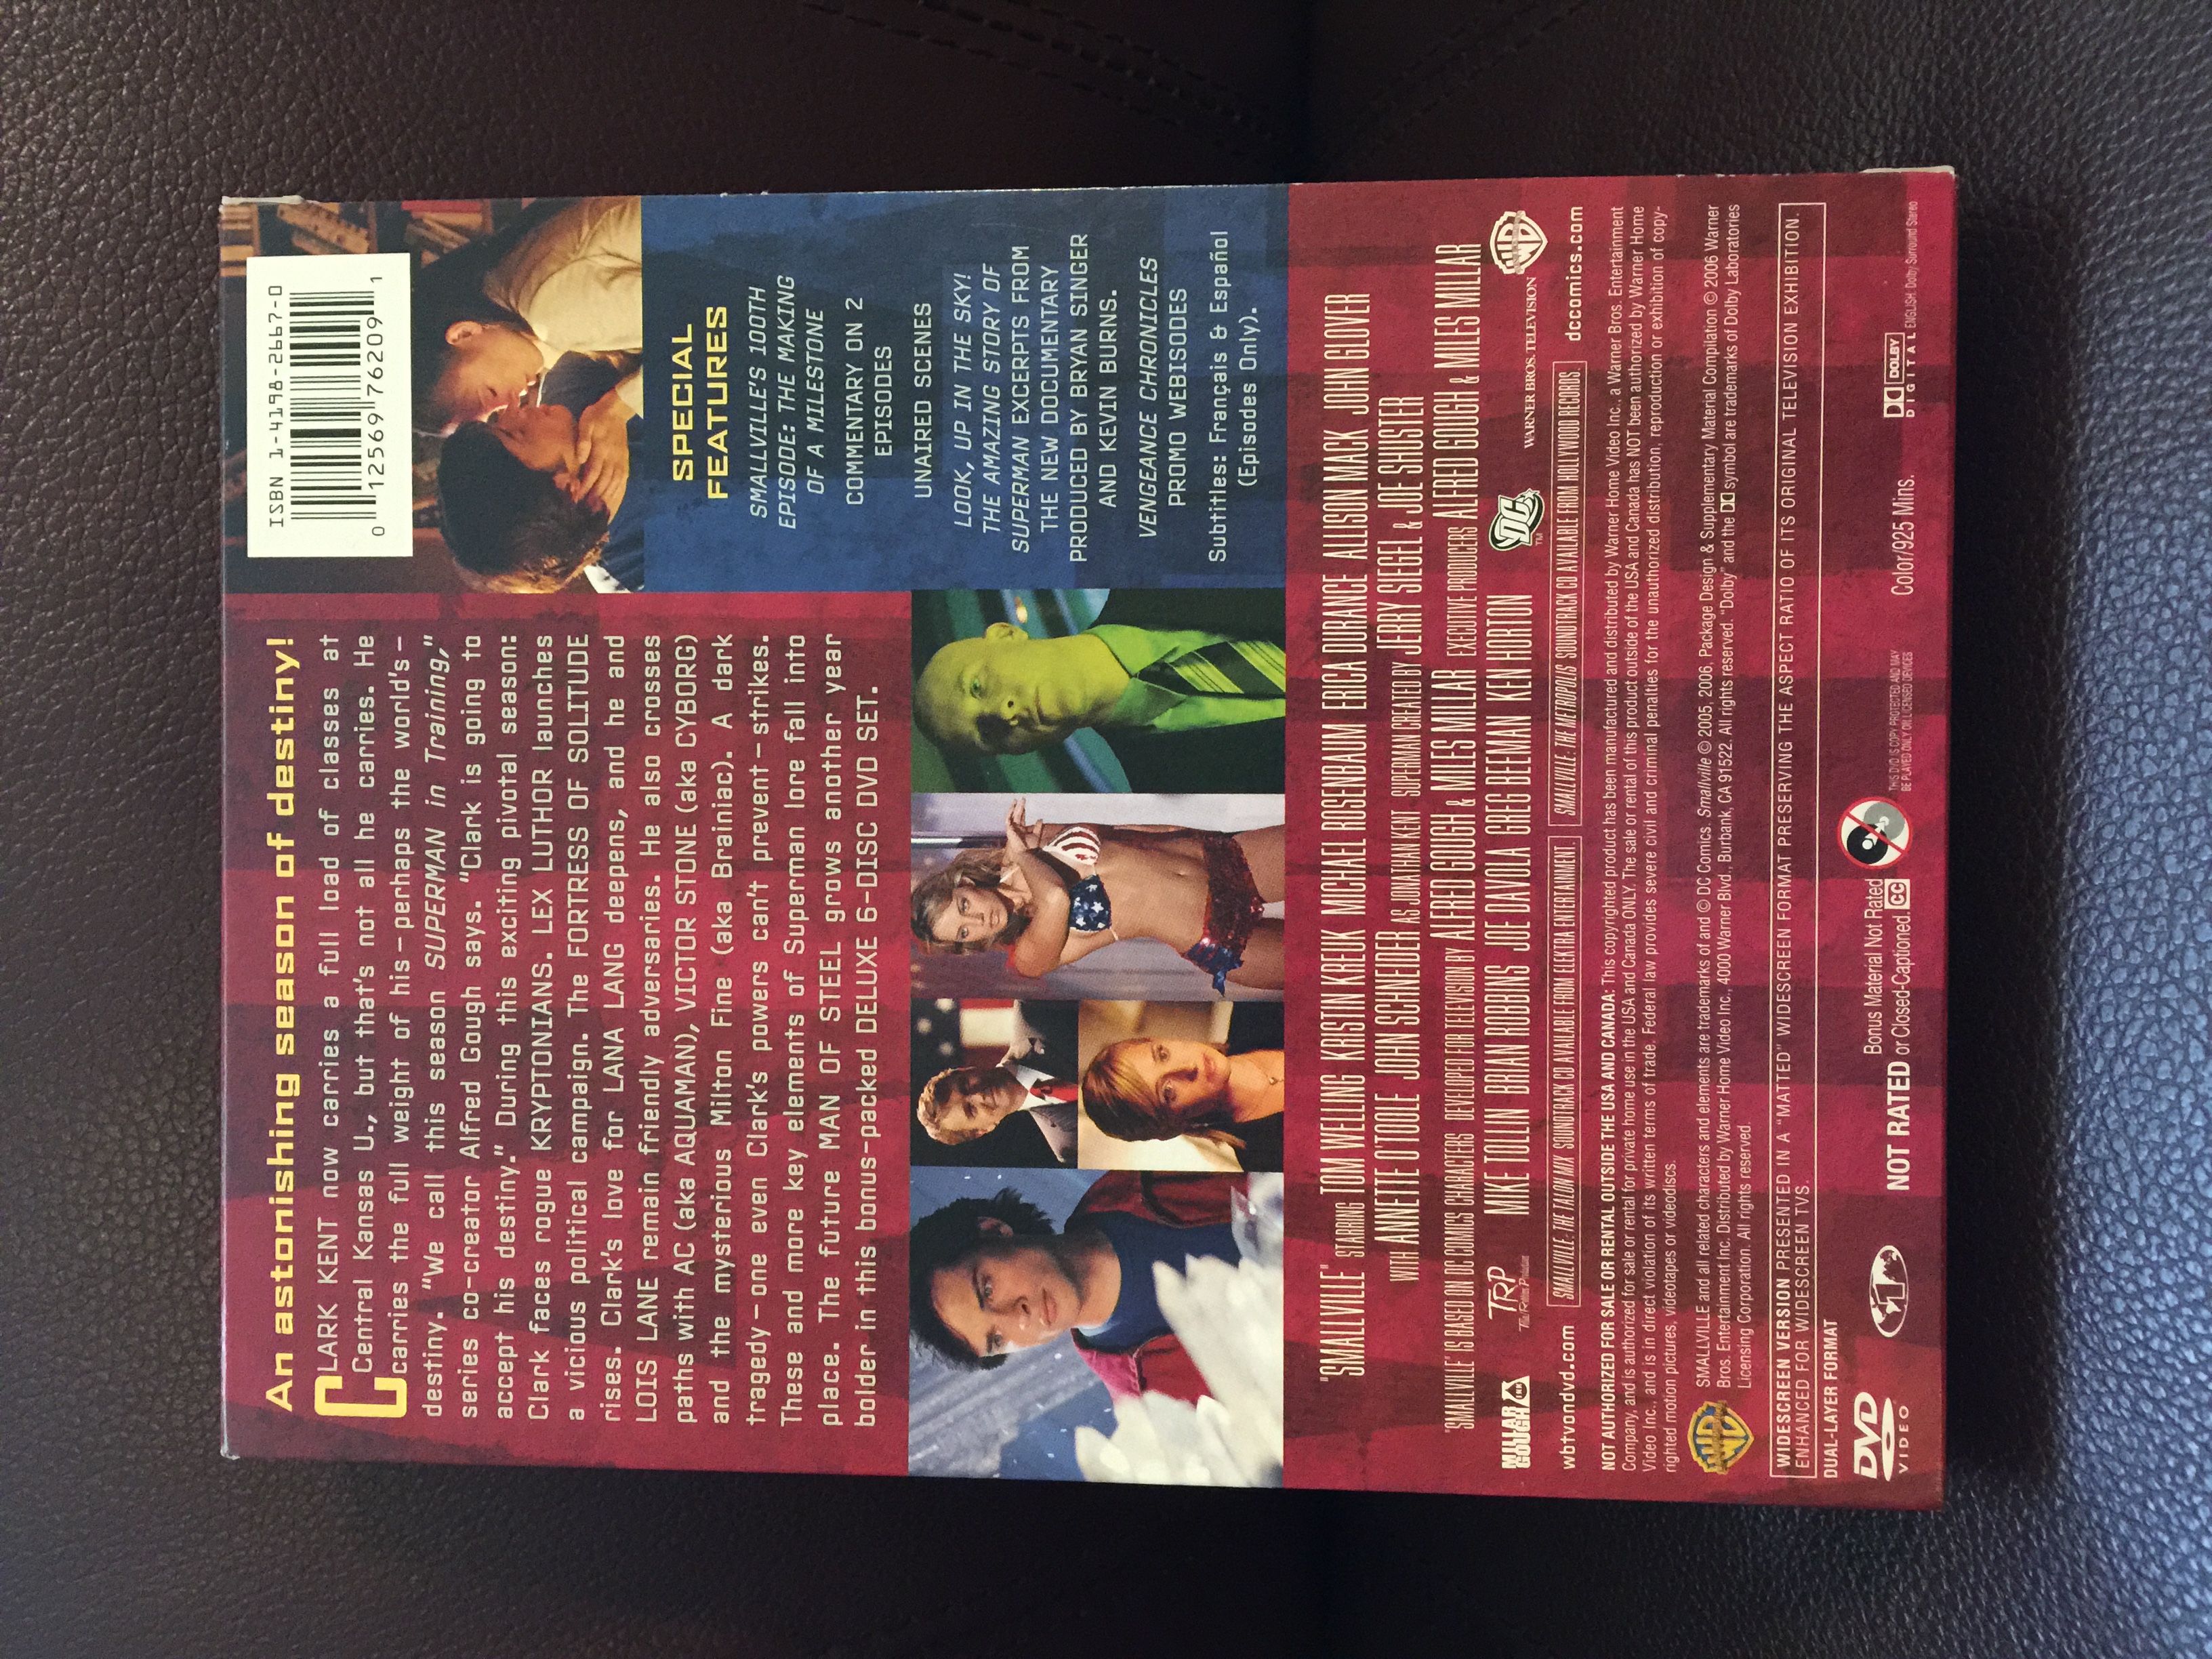 An astonishing season of destiny!
CLARK KENT now carries a full load of classes at
Central Kansas U., but that's not all he carries. He
carries the full weight of his – perhaps the world's –
destiny. "We call this season SUPERMAN in Training,"
series co-creator Alfred Gough says. "Clark is going to
accept his destiny." During this exciting pivotal season:
Clark faces rogue KRYPTONIANS. LEX LUTHOR launches
a vicious political campaign. The FORTRESS OF SOLITUDE
rises. Clark's love for LANA LANG deepens, and he and
LOIS LANE remain friendly adversaries. He also crosses
paths with AC (aka AQUAMAN), VICTOR STONE (aka CYBORG)
and the mysterious Milton Fine (aka Brainiac). A dark
tragedy – one even Clark's powers can't prevent – strikes.
These and more key elements of Superman lore fall into
place. The future MAN OF STEEL grows another year
bolder in this bonus-packed DELUXE 6-DISC DVD SET.
ISBN 1-4198-2667-0
0 12569 76209 1
SPECIAL
FEATURES
SMALLVILLE'S 100TH
EPISODE: THE MAKING
OF A MILESTONE
COMMENTARY ON 2
EPISODES
UNAIRED SCENES
LOOK, UP IN THE SKY!
THE AMAZING STORY OF
SUPERMAN EXCERPTS FROM
THE NEW DOCUMENTARY
PRODUCED BY BRYAN SINGER
AND KEVIN BURNS.
VENGEANCE CHRONICLES
PROMO WEBISODES
Subtitles: Français & Español
(Episodes Only).
"SMALLVILLE" STARRING TOM WELLING KRISTIN KREUK MICHAEL ROSENBAUM ERICA DURANCE ALLISON MACK JOHN GLOVER
WITH ANNETTE O'TOOLE JOHN SCHNEIDER AS JONATHAN KENT SUPERMAN CREATED BY JERRY SIEGEL & JOE SHUSTER
"SMALLVILLE" IS BASED ON DC COMICS CHARACTERS DEVELOPED FOR TELEVISION BY ALFRED GOUGH & MILES MILLAR EXECUTIVE PRODUCERS ALFRED GOUGH & MILES MILLAR
MILLAR GOUGH INK TRP Tollin/Robbins Productions MIKE TOLLIN BRIAN ROBBINS JOE DAVOLA GREG BEEMAN KEN HORTON DC TM WARNER BROS. TELEVISION WB
wbtvondvd.com SMALLVILLE: THE TALON MIX SOUNDTRACK CD AVAILABLE FROM ELEKTRA ENTERTAINMENT. SMALLVILLE: THE METROPOLIS SOUNDTRACK CD AVAILABLE FROM HOLLYWOOD RECORDS. dccomics.com
NOT AUTHORIZED FOR SALE OR RENTAL OUTSIDE THE USA AND CANADA: This copyrighted product has been manufactured and distributed by Warner Home Video Inc., a Warner Bros. Entertainment
Company, and is authorized for sale or rental for private home use in the USA and Canada ONLY. The sale or rental of this product outside of the USA and Canada has NOT been authorized by Warner Home
Video Inc., and is in direct violation of its written terms of trade. Federal law provides severe civil and criminal penalties for the unauthorized distribution, reproduction or exhibition of copy-
righted motion pictures, videotapes or videodiscs.
WB SMALLVILLE and all related characters and elements are trademarks of and © DC Comics. Smallville © 2005, 2006, Package Design & Supplementary Material Compilation © 2006 Warner
Bros. Entertainment Inc. Distributed by Warner Home Video Inc., 4000 Warner Blvd., Burbank, CA 91522. All rights reserved. "Dolby" and the DD symbol are trademarks of Dolby Laboratories
Licensing Corporation. All rights reserved.
WIDESCREEN VERSION PRESENTED IN A "MATTED" WIDESCREEN FORMAT PRESERVING THE ASPECT RATIO OF ITS ORIGINAL TELEVISION EXHIBITION.
ENHANCED FOR WIDESCREEN TVS.
DUAL-LAYER FORMAT
DVD
VIDEO
1
Bonus Material Not Rated
NOT RATED or Closed-Captioned. CC
THIS DVD IS COPY PROTECTED AND MAY
BE PLAYED ONLY ON LICENSED DEVICES
Color/925 Mins.
DOLBY
DIGITAL ENGLISH: Dolby Surround Stereo